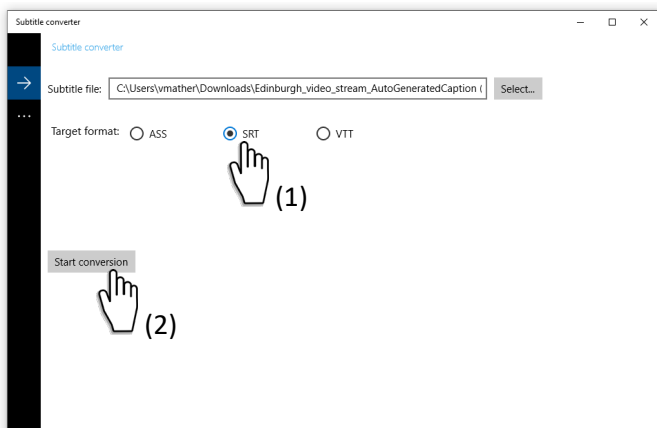 Subtitle converter
Subtitle converter
Subtitle file: C:\Users\vmather\Downloads\Edinburgh_video_stream_AutoGeneratedCaption ( Select...
Target format: ASS SRT VTT
(1)
Start conversion
(2)